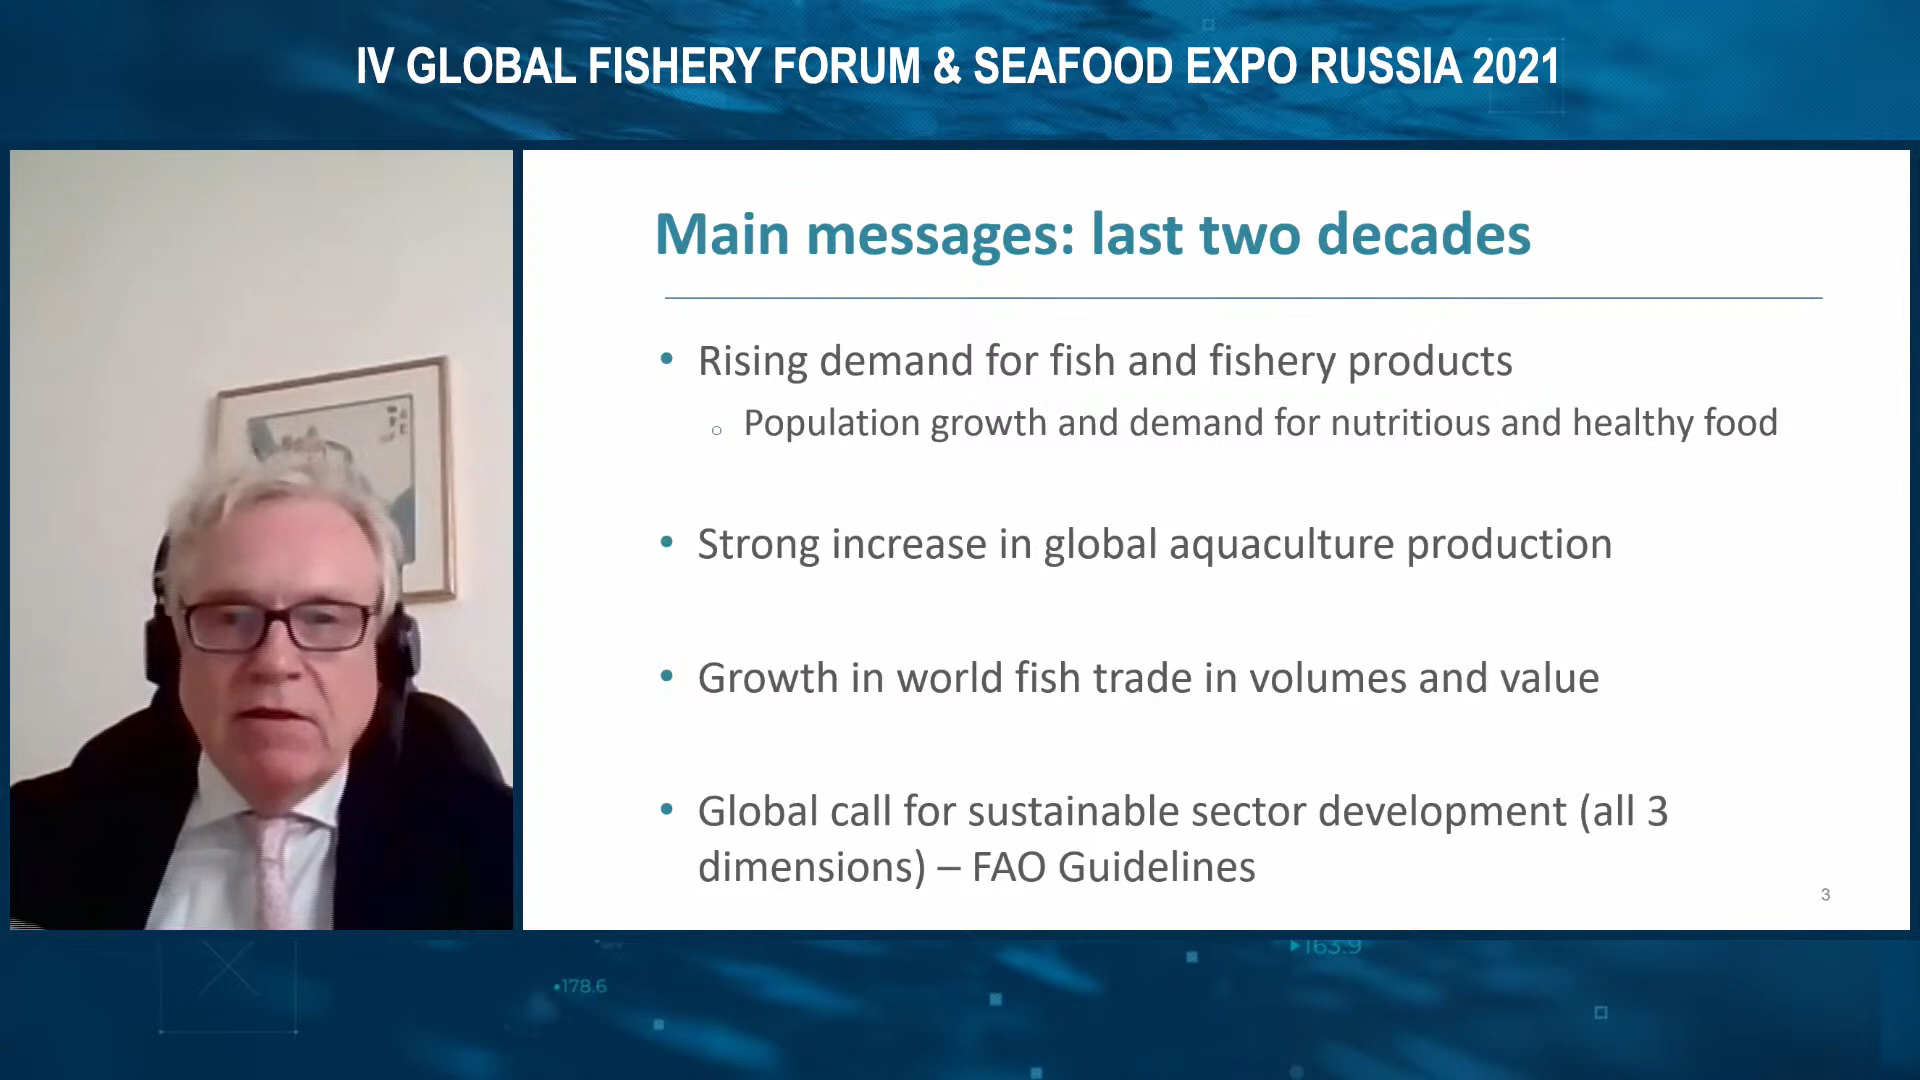 IV GLOBAL FISHERY FORUM & SEAFOOD EXPO RUSSIA 2021
Main messages: last two decades
• Rising demand for fish and fishery products
○ Population growth and demand for nutritious and healthy food
• Strong increase in global aquaculture production
• Growth in world fish trade in volumes and value
• Global call for sustainable sector development (all 3
dimensions) – FAO Guidelines
3
163.9
•178.6